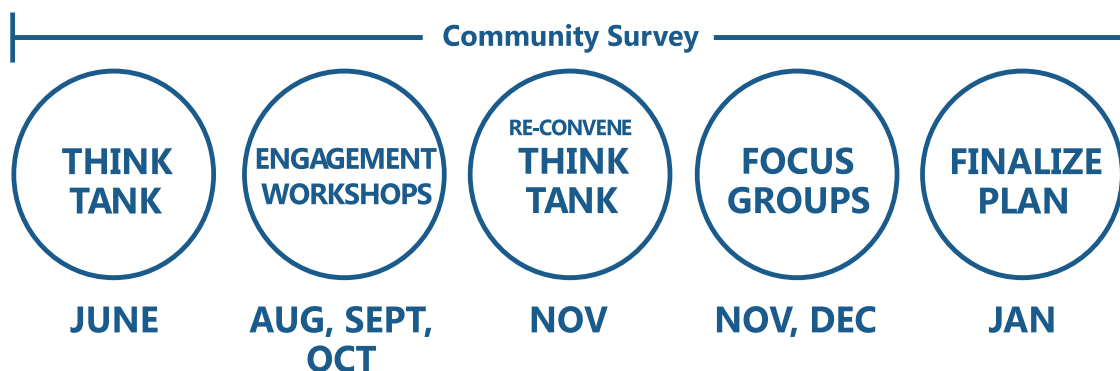 Community Survey
THINK
TANK
JUNE
ENGAGEMENT
WORKSHOPS
AUG, SEPT,
OCT
RE-CONVENE
THINK
TANK
NOV
FOCUS
GROUPS
NOV, DEC
FINALIZE
PLAN
JAN